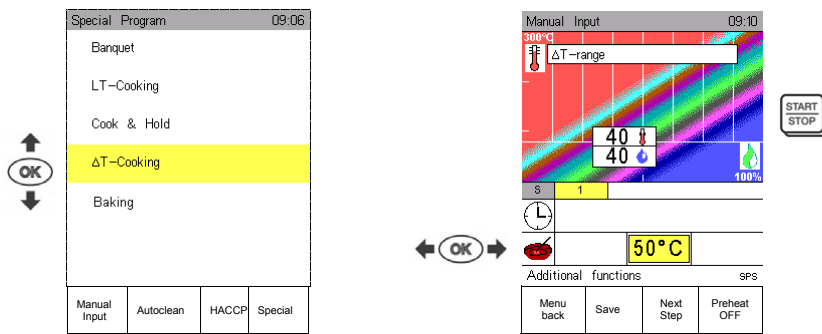 Special Program 09:06
Banquet
LT-Cooking
Cook & Hold
ΔT-Cooking
Baking
OK
Manual Input
Autoclean
HACCP
Special
Manual Input 09:10
300°C
ΔT-range
40
40
100%
S 1
50°C
OK
Additional functions SPS
Menu back
Save
Next Step
Preheat OFF
START
STOP